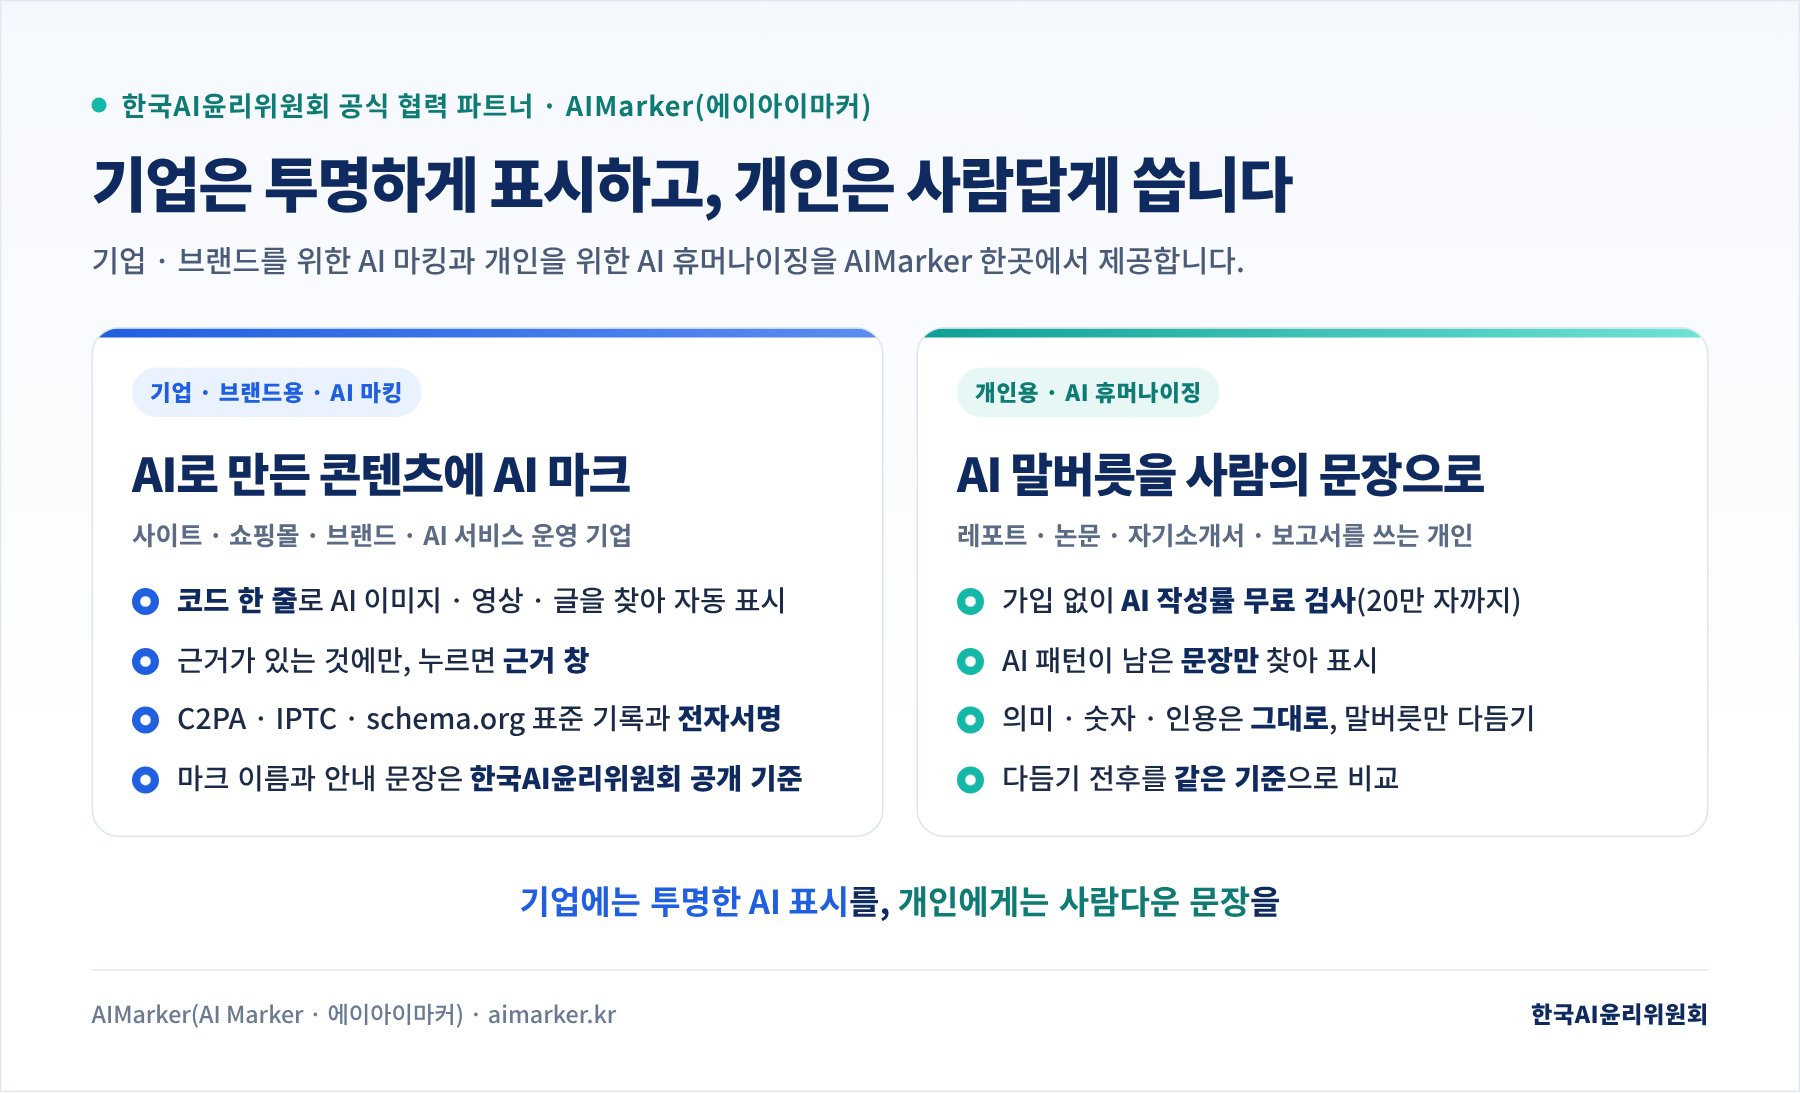 한국AI윤리위원회 공식 협력 파트너 · AIMarker(에이아이마커)
기업은 투명하게 표시하고, 개인은 사람답게 씁니다
기업 · 브랜드를 위한 AI 마킹과 개인을 위한 AI 휴머나이징을 AIMarker 한곳에서 제공합니다.
기업 · 브랜드용 · AI 마킹
AI로 만든 콘텐츠에 AI 마크
사이트 · 쇼핑몰 · 브랜드 · AI 서비스 운영 기업
코드 한 줄로 AI 이미지 · 영상 · 글을 찾아 자동 표시
근거가 있는 것에만, 누르면 근거 창
C2PA · IPTC · schema.org 표준 기록과 전자서명
마크 이름과 안내 문장은 한국AI윤리위원회 공개 기준
개인용 · AI 휴머나이징
AI 말버릇을 사람의 문장으로
레포트 · 논문 · 자기소개서 · 보고서를 쓰는 개인
가입 없이 AI 작성률 무료 검사(20만 자까지)
AI 패턴이 남은 문장만 찾아 표시
의미 · 숫자 · 인용은 그대로, 말버릇만 다듬기
다듬기 전후를 같은 기준으로 비교
기업에는 투명한 AI 표시를, 개인에게는 사람다운 문장을
AIMarker(AI Marker · 에이아이마커) · aimarker.kr
한국AI윤리위원회